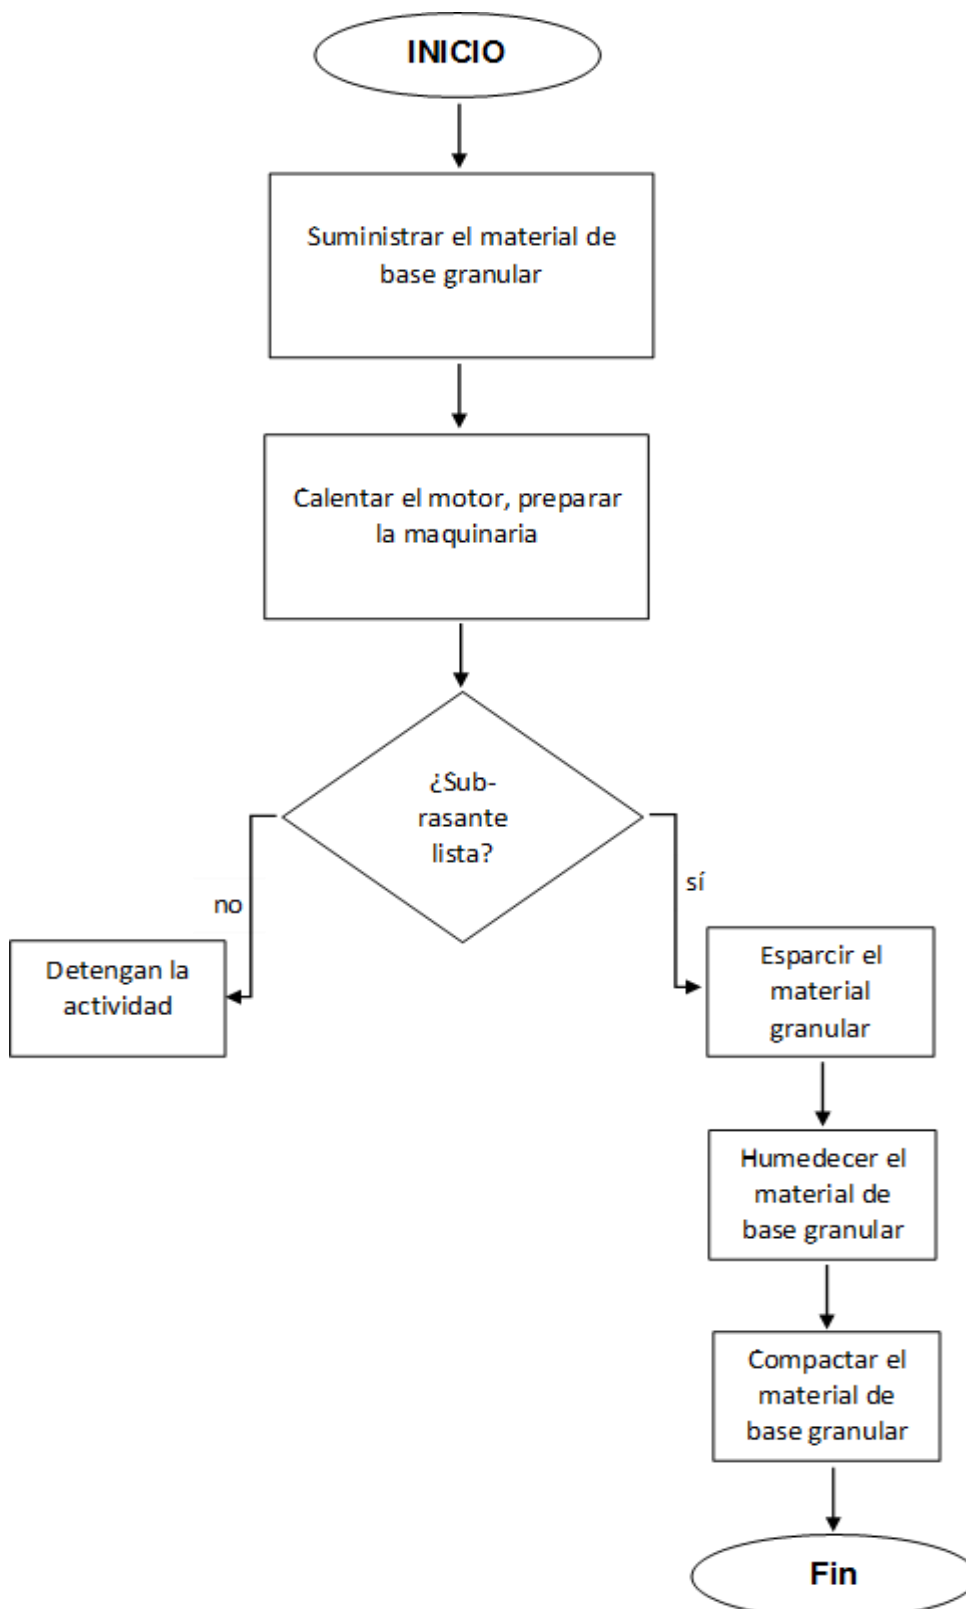 INICIO
Suministrar el material de
base granular
Calentar el motor, preparar
la maquinaria
¿Sub-
rasante
lista?
no
sí
Detengan la
actividad
Esparcir el
material
granular
Humedecer el
material de
base granular
Compactar el
material de
base granular
Fin